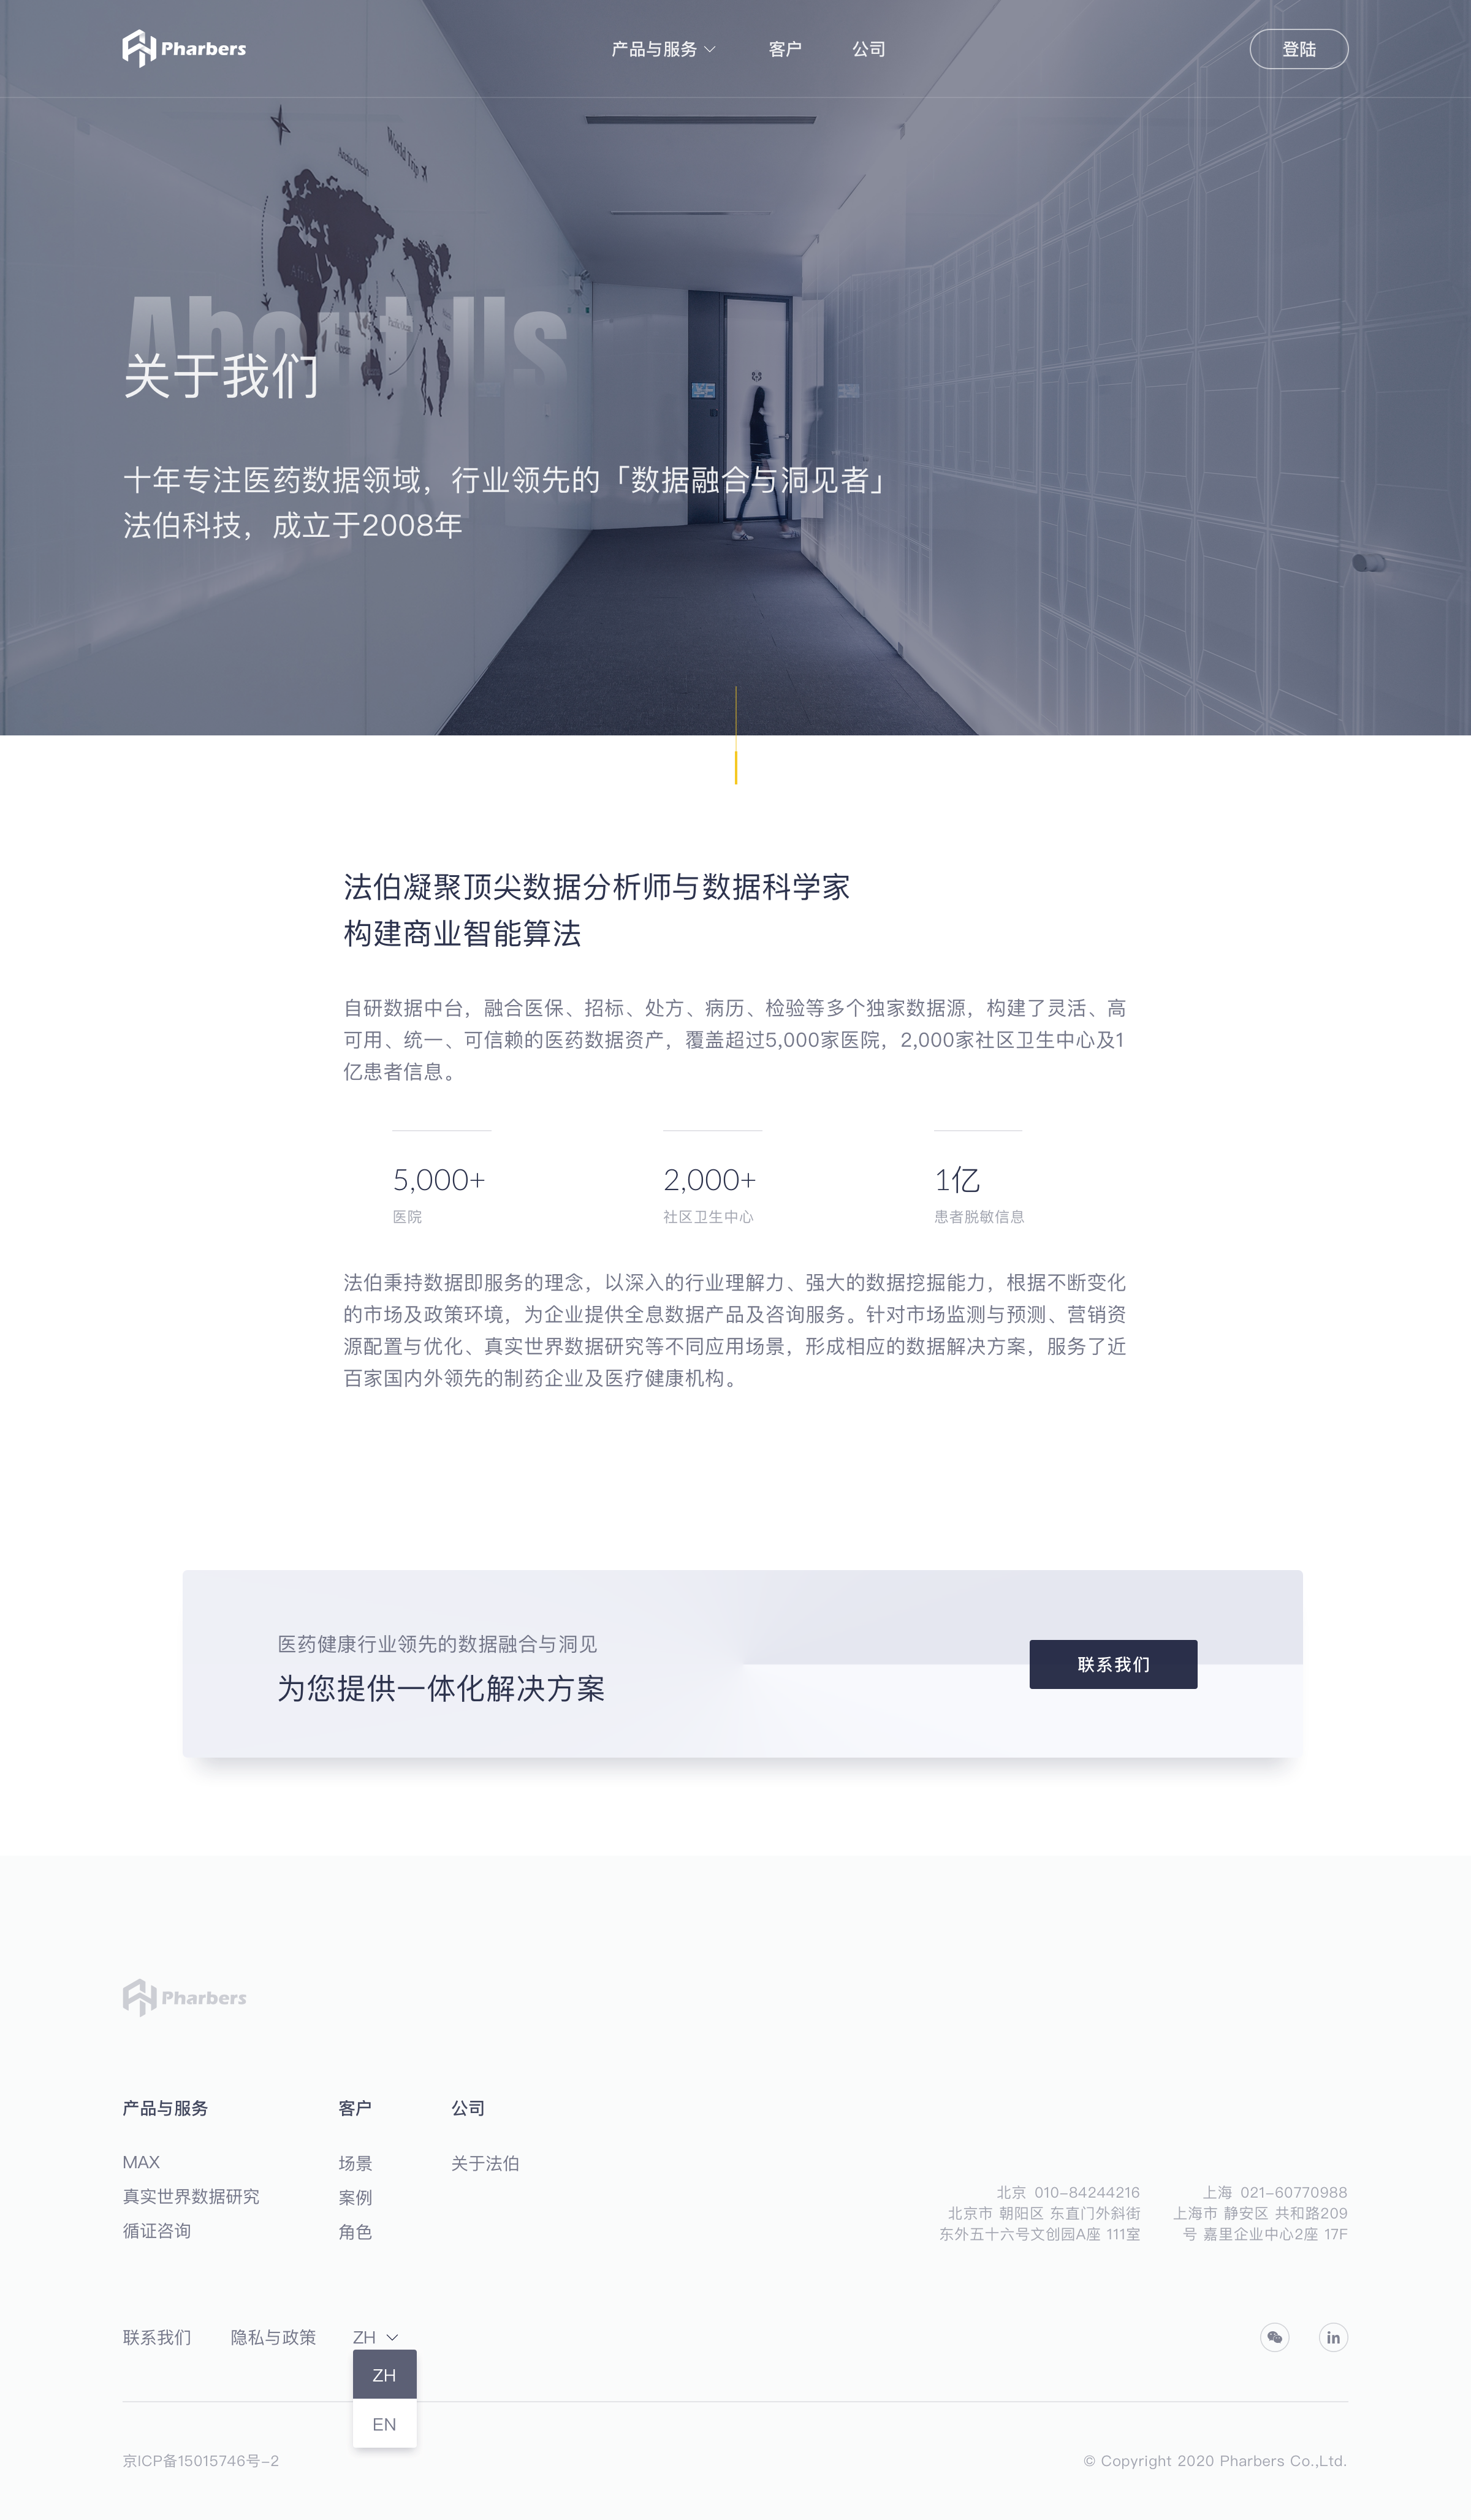 Pharbers
产品与服务
客户
公司
登陆
World Trip
Arctic Ocean
Africa
About Us
关于我们
十年专注医药数据领域，行业领先的「数据融合与洞见者」
法伯科技，成立于2008年
法伯凝聚顶尖数据分析师与数据科学家
构建商业智能算法
自研数据中台，融合医保、招标、处方、病历、检验等多个独家数据源，构建了灵活、高
可用、统一、可信赖的医药数据资产，覆盖超过5,000家医院，2,000家社区卫生中心及1
亿患者信息。
5,000+
2,000+
1亿
医院
社区卫生中心
患者脱敏信息
法伯秉持数据即服务的理念，以深入的行业理解力、强大的数据挖掘能力，根据不断变化
的市场及政策环境，为企业提供全息数据产品及咨询服务。针对市场监测与预测、营销资
源配置与优化、真实世界数据研究等不同应用场景，形成相应的数据解决方案，服务了近
百家国内外领先的制药企业及医疗健康机构。
医药健康行业领先的数据融合与洞见
为您提供一体化解决方案
联系我们
Pharbers
产品与服务
MAX
真实世界数据研究
循证咨询
客户
场景
案例
角色
公司
关于法伯
北京 010-84244216
北京市 朝阳区 东直门外斜街
东外五十六号文创园A座 111室
上海 021-60770988
上海市 静安区 共和路209
号 嘉里企业中心2座 17F
联系我们
隐私与政策
ZH
ZH
EN
in
京ICP备15015746号-2
© Copyright 2020 Pharbers Co.,Ltd.